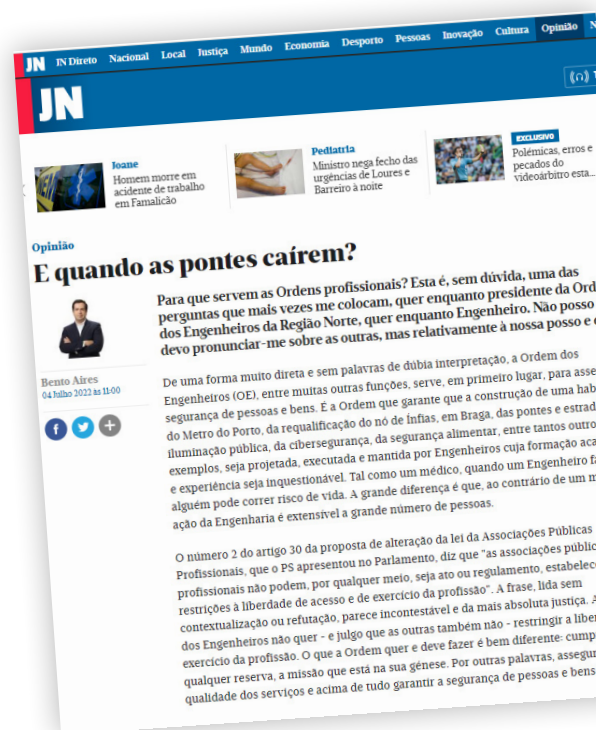 JN JN Direto Nacional Local Justiça Mundo Economia Desporto Pessoas Inovação Cultura Opinião N
JN
Ioane
Homem morre em
acidente de trabalho
em Famalicão
Pediatria
Ministro nega fecho das
urgências de Loures e
Barreiro à noite
EXCLUSIVO
Polémicas, erros e
pecados do
videoárbitro esta...
Opinião
E quando as pontes caírem?
Bento Aires
04 Julho 2022 às 11:00
Para que servem as Ordens profissionais? Esta é, sem dúvida, uma das
perguntas que mais vezes me colocam, quer enquanto presidente da Ord
dos Engenheiros da Região Norte, quer enquanto Engenheiro. Não posso
devo pronunciar-me sobre as outras, mas relativamente à nossa posso e
De uma forma muito direta e sem palavras de dúbia interpretação, a Ordem dos
Engenheiros (OE), entre muitas outras funções, serve, em primeiro lugar, para asse
segurança de pessoas e bens. É a Ordem que garante que a construção de uma hab
do Metro do Porto, da requalificação do nó de Ínfias, em Braga, das pontes e estrad
iluminação pública, da cibersegurança, da segurança alimentar, entre tantos outro
exemplos, seja projetada, executada e mantida por Engenheiros cuja formação aca
e experiência seja inquestionável. Tal como um médico, quando um Engenheiro fa
alguém pode correr risco de vida. A grande diferença é que, ao contrário de um m
ação da Engenharia é extensível a grande número de pessoas.
O número 2 do artigo 30 da proposta de alteração da lei da Associações Públicas
Profissionais, que o PS apresentou no Parlamento, diz que "as associações públic
profissionais não podem, por qualquer meio, seja ato ou regulamento, estabelec
restrições à liberdade de acesso e de exercício da profissão". A frase, lida sem
contextualização ou refutação, parece incontestável e da mais absoluta justiça. A
dos Engenheiros não quer - e julgo que as outras também não - restringir a liber
exercício da profissão. O que a Ordem quer e deve fazer é bem diferente: cump
qualquer reserva, a missão que está na sua génese. Por outras palavras, assegur
qualidade dos serviços e acima de tudo garantir a segurança de pessoas e bens